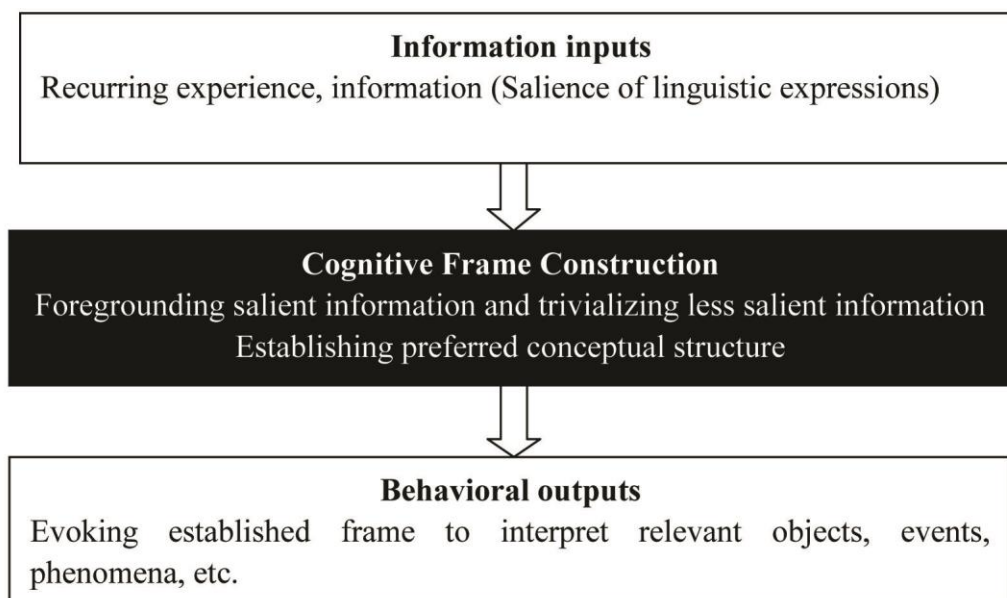 Information inputs
Recurring experience, information (Salience of linguistic expressions)
Cognitive Frame Construction
Foregrounding salient information and trivializing less salient information
Establishing preferred conceptual structure
Behavioral outputs
Evoking established frame to interpret relevant objects, events,
phenomena, etc.